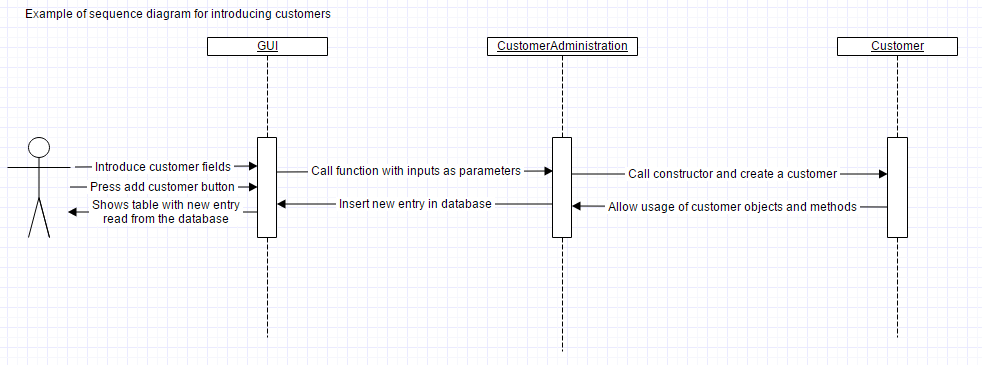 Example of sequence diagram for introducing customers
GUI
CustomerAdministration
Customer
Introduce customer fields
Call function with inputs as parameters
Call constructor and create a customer
Press add customer button
Shows table with new entry
read from the database
Insert new entry in database
Allow usage of customer objects and methods